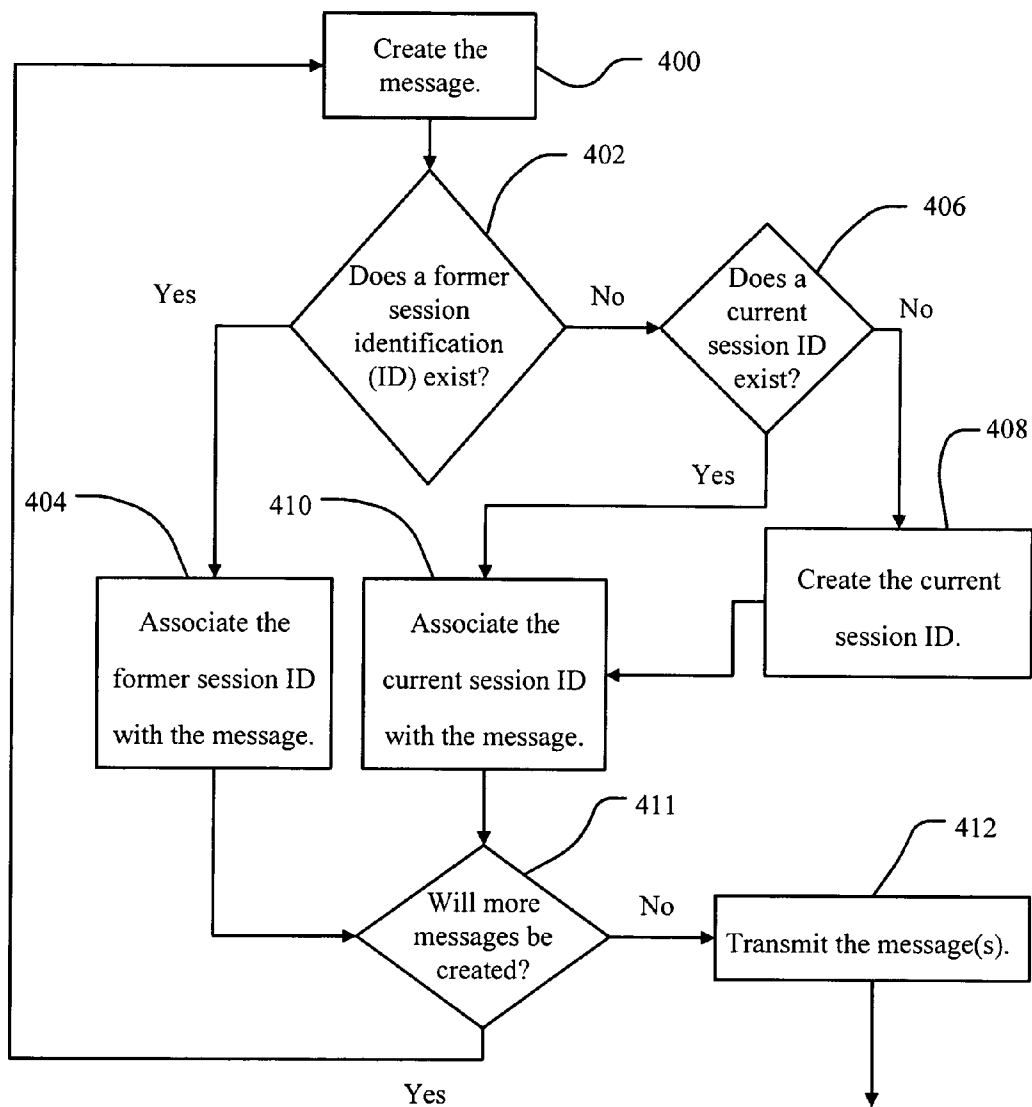 Create the
message.
400
402
Does a former
session
identification
(ID) exist?
Yes
No
406
Does a
current
session ID
exist?
No
Yes
408
Create the current
session ID.
404
Associate the
former session ID
with the message.
410
Associate the
current session ID
with the message.
411
Will more
messages be
created?
No
Yes
412
Transmit the message(s).